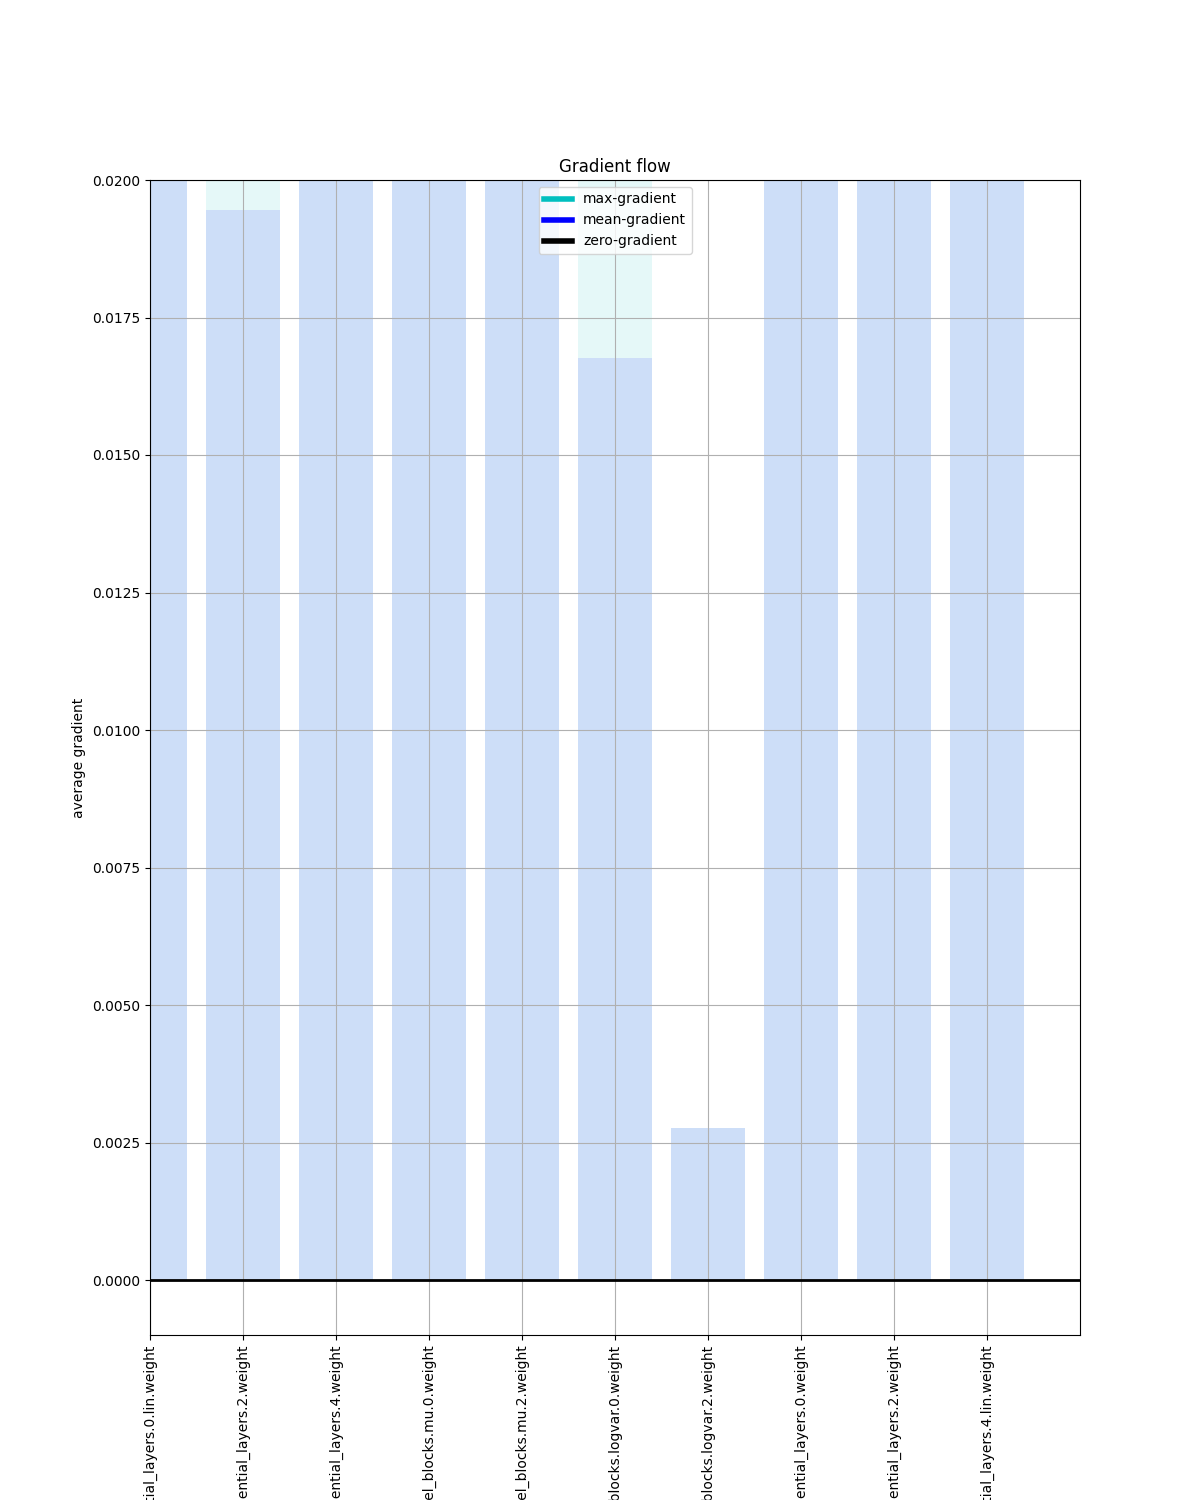 Gradient flow
max-gradient
mean-gradient
zero-gradient
average gradient
0.0200
0.0175
0.0150
0.0125
0.0100
0.0075
0.0050
0.0025
0.0000
tial_layers.0.lin.weight
ential_layers.2.weight
ential_layers.4.weight
el_blocks.mu.0.weight
el_blocks.mu.2.weight
blocks.logvar.0.weight
blocks.logvar.2.weight
ential_layers.0.weight
ential_layers.2.weight
tial_layers.4.lin.weight